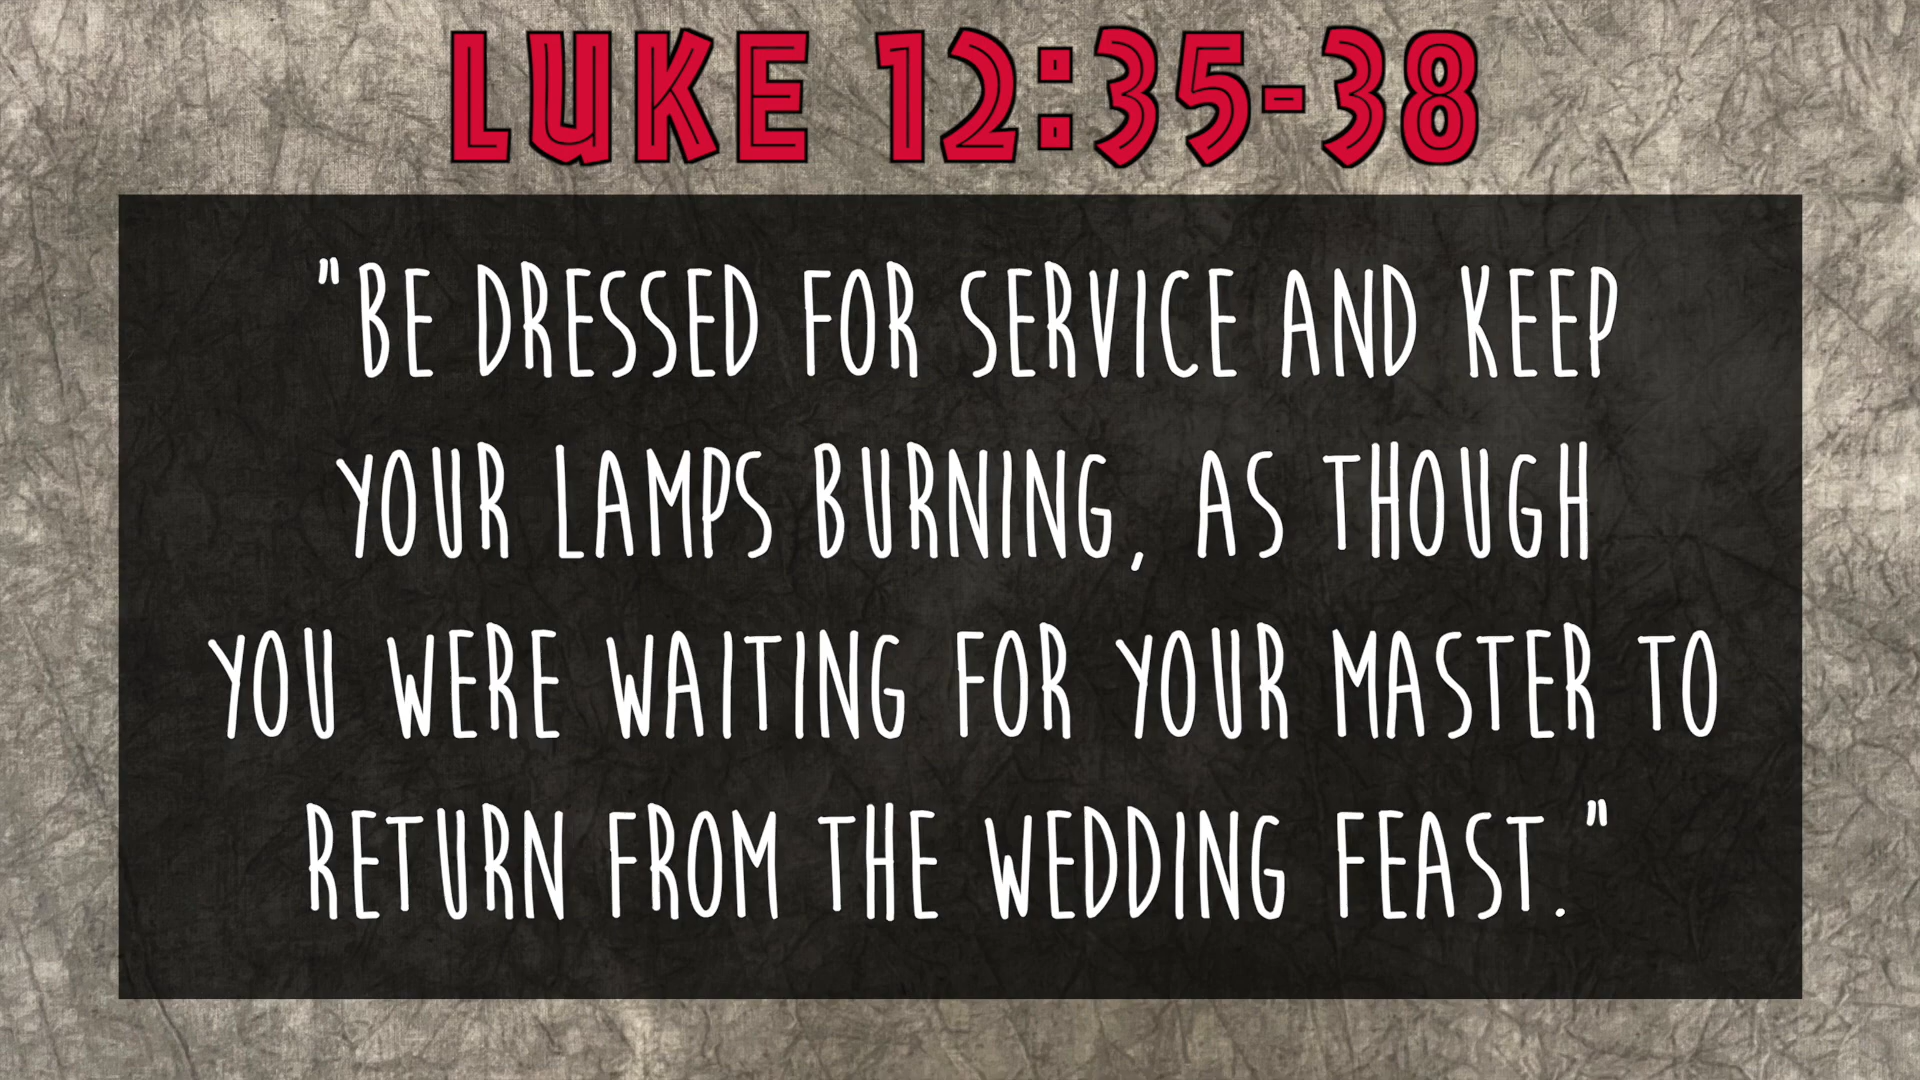 LUKE 12:35-38
"BE DRESSED FOR SERVICE AND KEEP
YOUR LAMPS BURNING, AS THOUGH
YOU WERE WAITING FOR YOUR MASTER TO
RETURN FROM THE WEDDING FEAST."